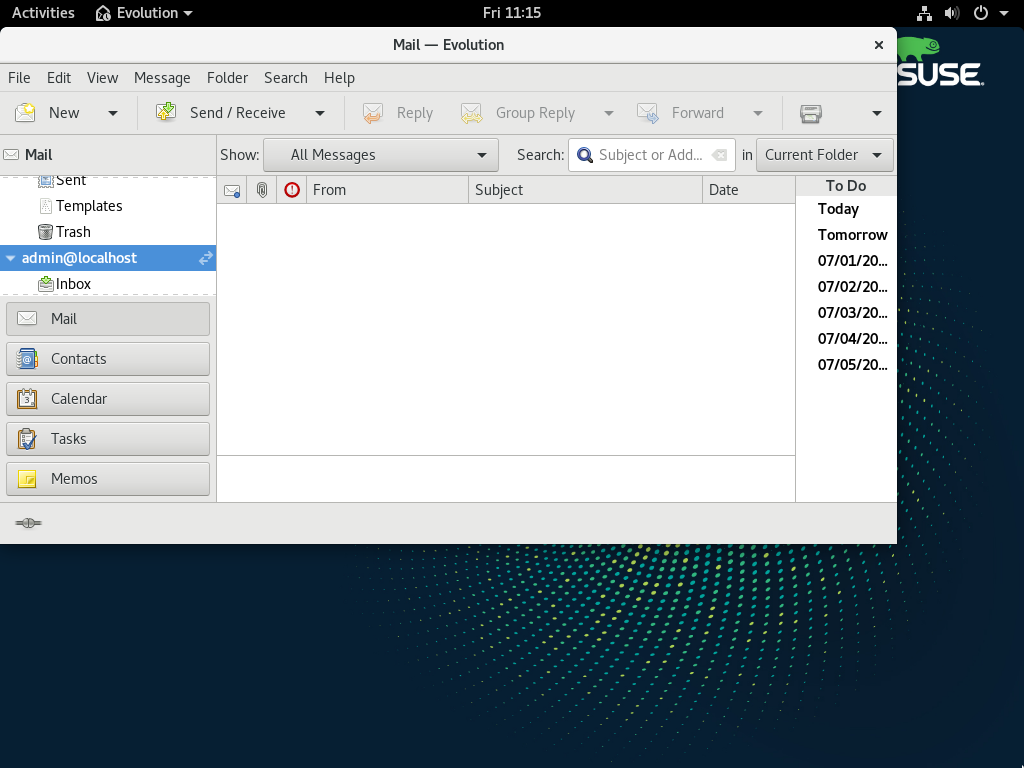 Activities Evolution Fri 11:15
Mail — Evolution
File Edit View Message Folder Search Help
New Send / Receive Reply Group Reply Forward
Mail Show: All Messages Search: Subject or Add... in Current Folder
Sent
Templates
Trash
admin@localhost
Inbox
Mail
Contacts
Calendar
Tasks
Memos
From Subject Date
To Do
Today
Tomorrow
07/01/20...
07/02/20...
07/03/20...
07/04/20...
07/05/20...
SUSE